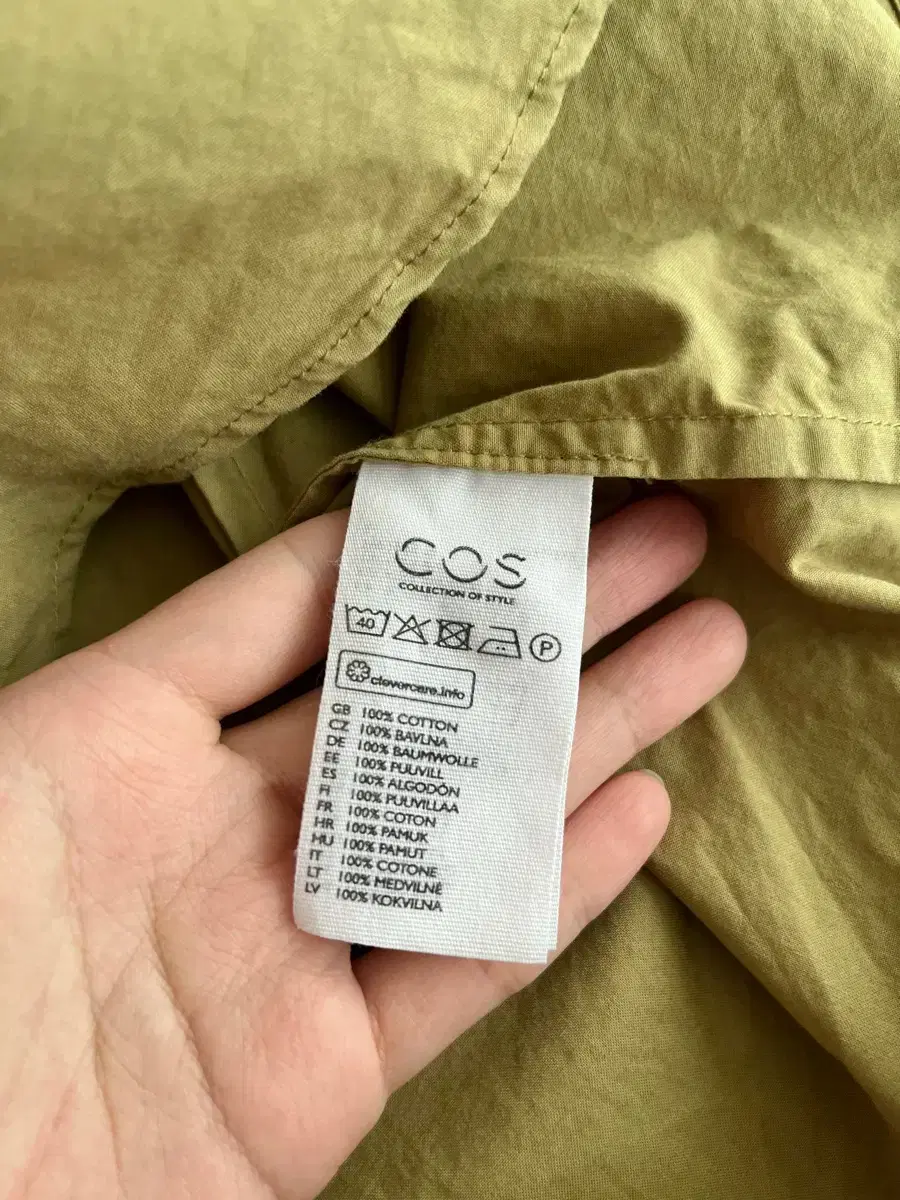 COS
COLLECTION OF STYLE
40 P
clevercare.info
GB 100% COTTON
CZ 100% BAVLNA
DE 100% BAUMWOLLE
EE 100% PUUVILL
ES 100% ALGODÓN
FI 100% PUUVILLAA
FR 100% COTON
HR 100% PAMUK
HU 100% PAMUT
IT 100% COTONE
LT 100% MEDVILNĖ
LV 100% KOKVILNA